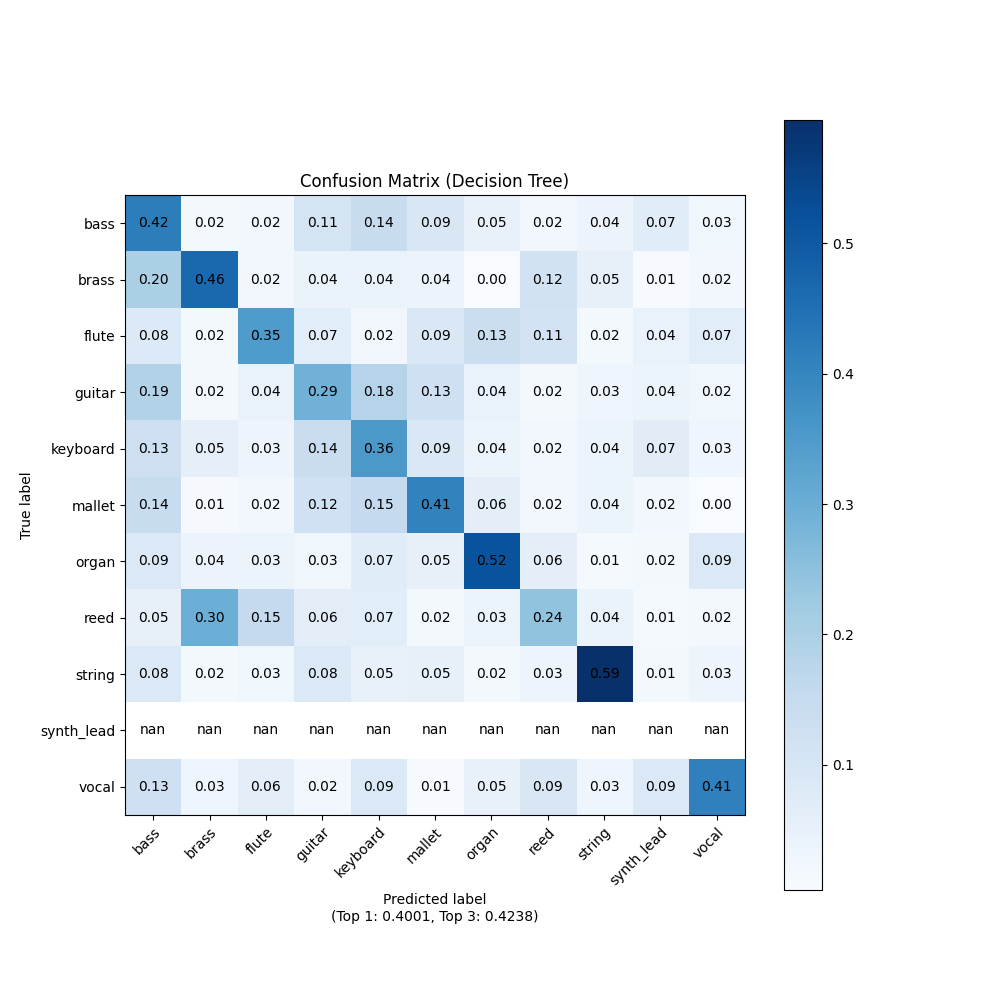 Confusion Matrix (Decision Tree)
bass 0.42 0.02 0.02 0.11 0.14 0.09 0.05 0.02 0.04 0.07 0.03
brass 0.20 0.46 0.02 0.04 0.04 0.04 0.00 0.12 0.05 0.01 0.02
flute 0.08 0.02 0.35 0.07 0.02 0.09 0.13 0.11 0.02 0.04 0.07
guitar 0.19 0.02 0.04 0.29 0.18 0.13 0.04 0.02 0.03 0.04 0.02
keyboard 0.13 0.05 0.03 0.14 0.36 0.09 0.04 0.02 0.04 0.07 0.03
mallet 0.14 0.01 0.02 0.12 0.15 0.41 0.06 0.02 0.04 0.02 0.00
organ 0.09 0.04 0.03 0.03 0.07 0.05 0.52 0.06 0.01 0.02 0.09
reed 0.05 0.30 0.15 0.06 0.07 0.02 0.03 0.24 0.04 0.01 0.02
string 0.08 0.02 0.03 0.08 0.05 0.05 0.02 0.03 0.59 0.01 0.03
synth_lead nan nan nan nan nan nan nan nan nan nan nan
vocal 0.13 0.03 0.06 0.02 0.09 0.01 0.05 0.09 0.03 0.09 0.41
True label
bass brass flute guitar keyboard mallet organ reed string synth_lead vocal
Predicted label
(Top 1: 0.4001, Top 3: 0.4238)
0.5
0.4
0.3
0.2
0.1